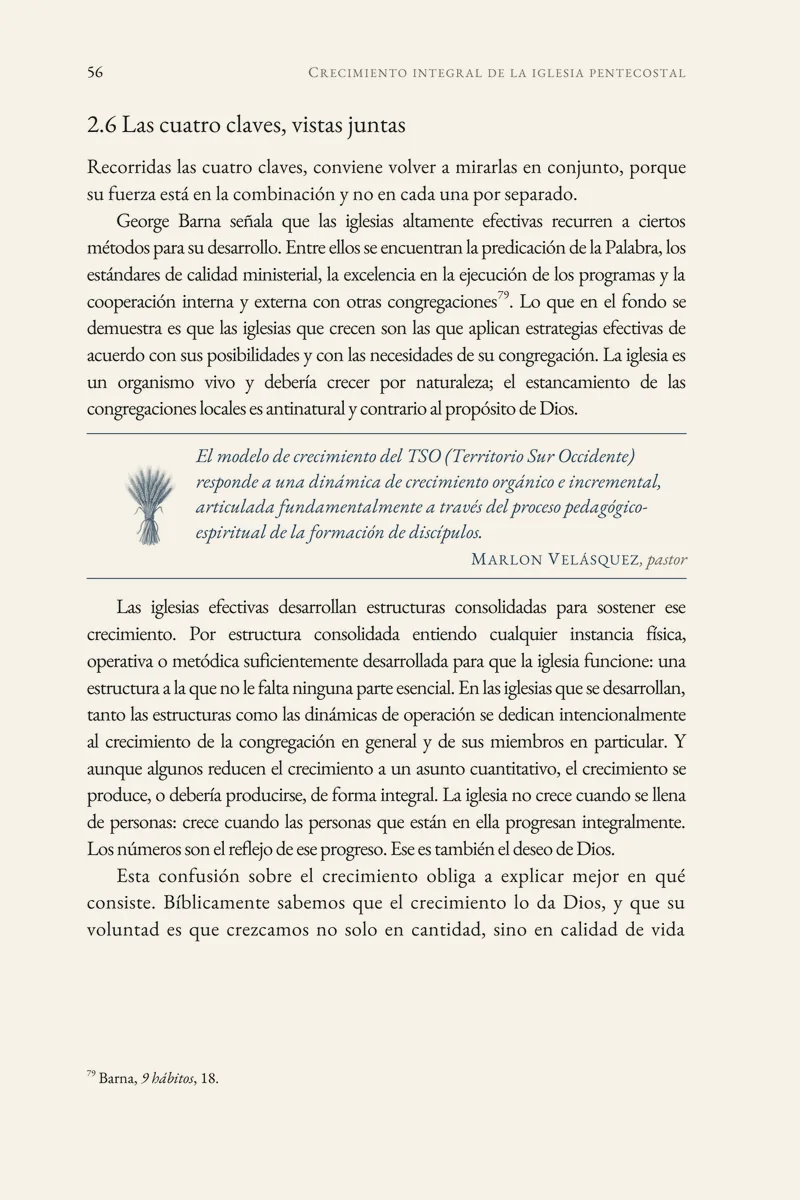 56
CRECIMIENTO INTEGRAL DE LA IGLESIA PENTECOSTAL
2.6 Las cuatro claves, vistas juntas
Recorridas las cuatro claves, conviene volver a mirarlas en conjunto, porque
su fuerza está en la combinación y no en cada una por separado.
George Barna señala que las iglesias altamente efectivas recurren a ciertos
métodos para su desarrollo. Entre ellos se encuentran la predicación de la Palabra, los
estándares de calidad ministerial, la excelencia en la ejecución de los programas y la
cooperación interna y externa con otras congregaciones⁷⁹. Lo que en el fondo se
demuestra es que las iglesias que crecen son las que aplican estrategias efectivas de
acuerdo con sus posibilidades y con las necesidades de su congregación. La iglesia es
un organismo vivo y debería crecer por naturaleza; el estancamiento de las
congregaciones locales es antinatural y contrario al propósito de Dios.
El modelo de crecimiento del TSO (Territorio Sur Occidente)
responde a una dinámica de crecimiento orgánico e incremental,
articulada fundamentalmente a través del proceso pedagógico-
espiritual de la formación de discípulos.
MARLON VELÁSQUEZ, pastor
Las iglesias efectivas desarrollan estructuras consolidadas para sostener ese
crecimiento. Por estructura consolidada entiendo cualquier instancia física,
operativa o metódica suficientemente desarrollada para que la iglesia funcione: una
estructura a la que no le falta ninguna parte esencial. En las iglesias que se desarrollan,
tanto las estructuras como las dinámicas de operación se dedican intencionalmente
al crecimiento de la congregación en general y de sus miembros en particular. Y
aunque algunos reducen el crecimiento a un asunto cuantitativo, el crecimiento se
produce, o debería producirse, de forma integral. La iglesia no crece cuando se llena
de personas: crece cuando las personas que están en ella progresan integralmente.
Los números son el reflejo de ese progreso. Ese es también el deseo de Dios.
Esta confusión sobre el crecimiento obliga a explicar mejor en qué
consiste. Bíblicamente sabemos que el crecimiento lo da Dios, y que su
voluntad es que crezcamos no solo en cantidad, sino en calidad de vida
⁷⁹ Barna, 9 hábitos, 18.